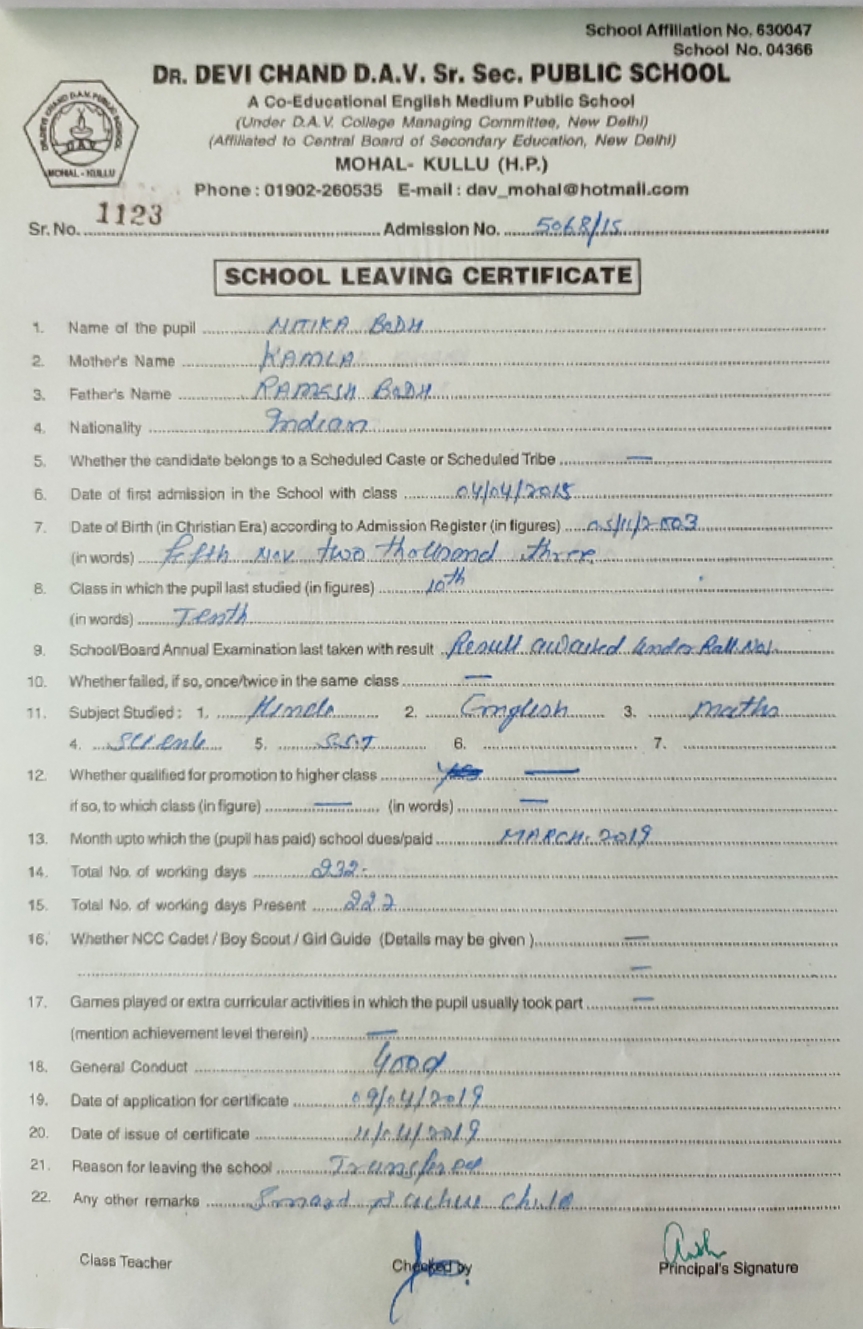 School Affiliation No. 630047
School No. 04366
DR. DEVI CHAND D.A.V. Sr. Sec. PUBLIC SCHOOL
A Co-Educational English Medium Public School
(Under D.A.V. College Managing Committee, New Delhi)
(Affiliated to Central Board of Secondary Education, New Delhi)
MOHAL- KULLU (H.P.)
Phone : 01902-260535 E-mail : dav_mohal@hotmail.com
DR. DEVI CHAND D.A.V. PUBLIC SCHOOL
D.A.V
MOHAL - KULLU
Sr. No. 1123 Admission No. 5068/15
SCHOOL LEAVING CERTIFICATE
1. Name of the pupil NITIKA BODH
2. Mother's Name KAMLA
3. Father's Name RAMESH BODH
4. Nationality Indian
5. Whether the candidate belongs to a Scheduled Caste or Scheduled Tribe —
6. Date of first admission in the School with class 04/04/2015
7. Date of Birth (in Christian Era) according to Admission Register (in figures) 05/11/2003
(in words) fifth Nov two thousand three
8. Class in which the pupil last studied (in figures) 10th
(in words) Tenth
9. School/Board Annual Examination last taken with result Result awaited under Roll No.
10. Whether failed, if so, once/twice in the same class —
11. Subject Studied : 1. Hindi 2. English 3. Maths
4. Science 5. S.S.T 6. 7.
12. Whether qualified for promotion to higher class —
if so, to which class (in figure) — (in words) —
13. Month upto which the (pupil has paid) school dues/paid MARCH. 2019
14. Total No. of working days 232
15. Total No. of working days Present 222
16. Whether NCC Cadet / Boy Scout / Girl Guide (Details may be given ) —
—
17. Games played or extra curricular activities in which the pupil usually took part —
(mention achievement level therein) —
18. General Conduct Good
19. Date of application for certificate 09/04/2019
20. Date of issue of certificate 11/04/2019
21. Reason for leaving the school
22. Any other remarks child
Class Teacher Checked by Principal's Signature